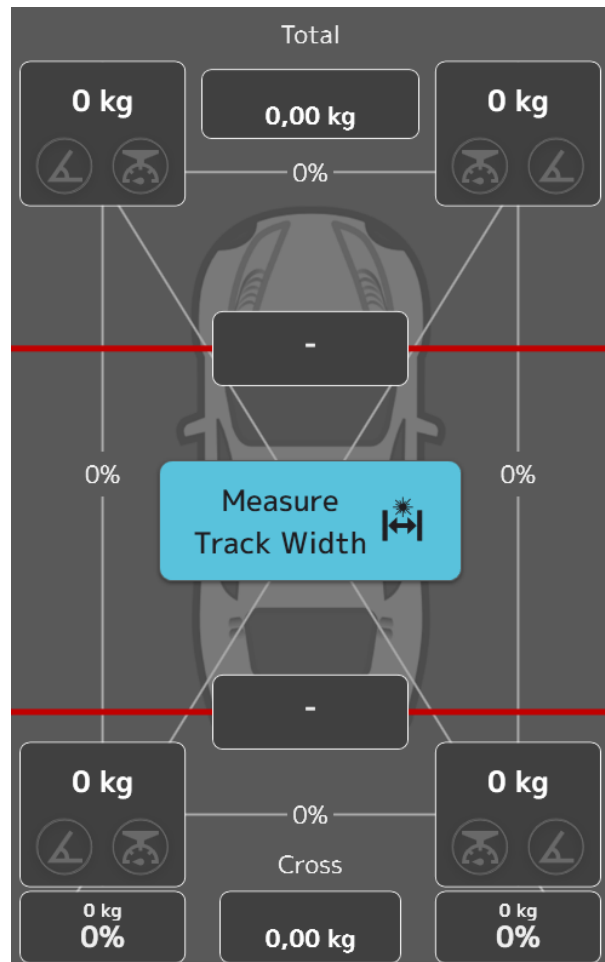 Total
0 kg
0,00 kg
0 kg
0%
-
0%
0%
Measure
Track Width
-
0 kg
0 kg
0%
Cross
0 kg
0%
0,00 kg
0 kg
0%